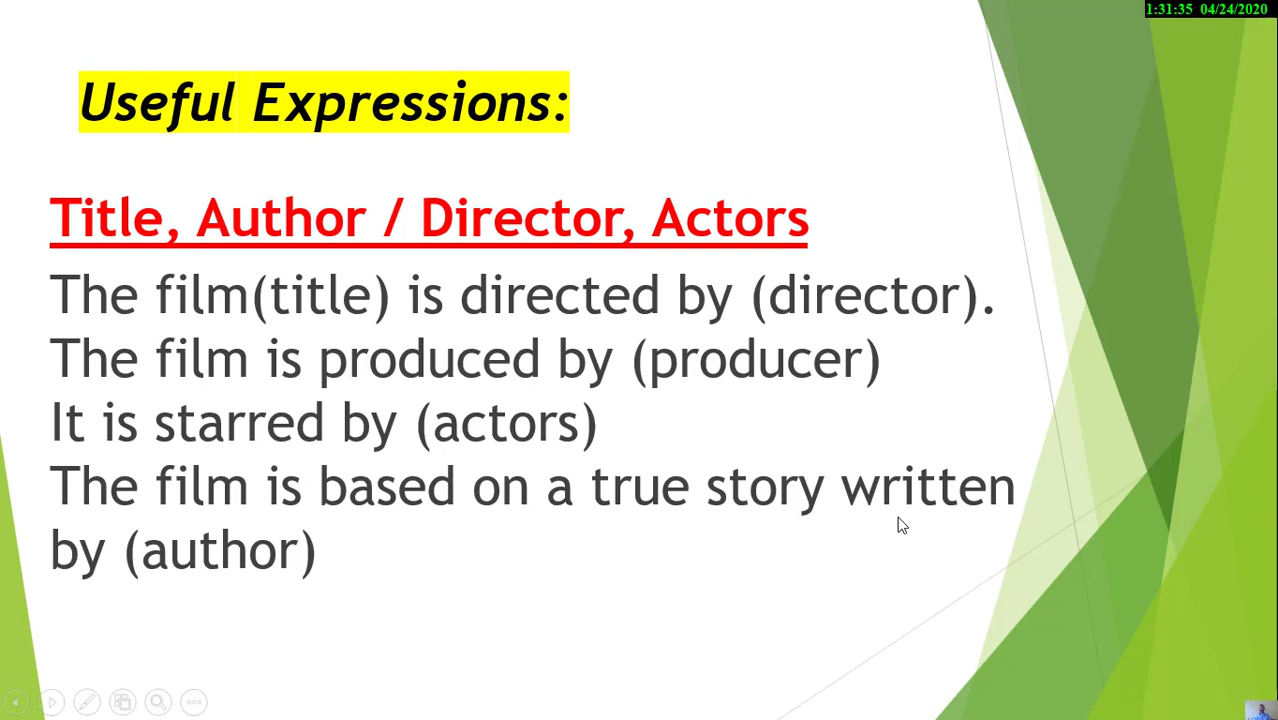 1:31:35 04/24/2020
Useful Expressions:
Title, Author / Director, Actors
The film(title) is directed by (director).
The film is produced by (producer)
It is starred by (actors)
The film is based on a true story written
by (author)